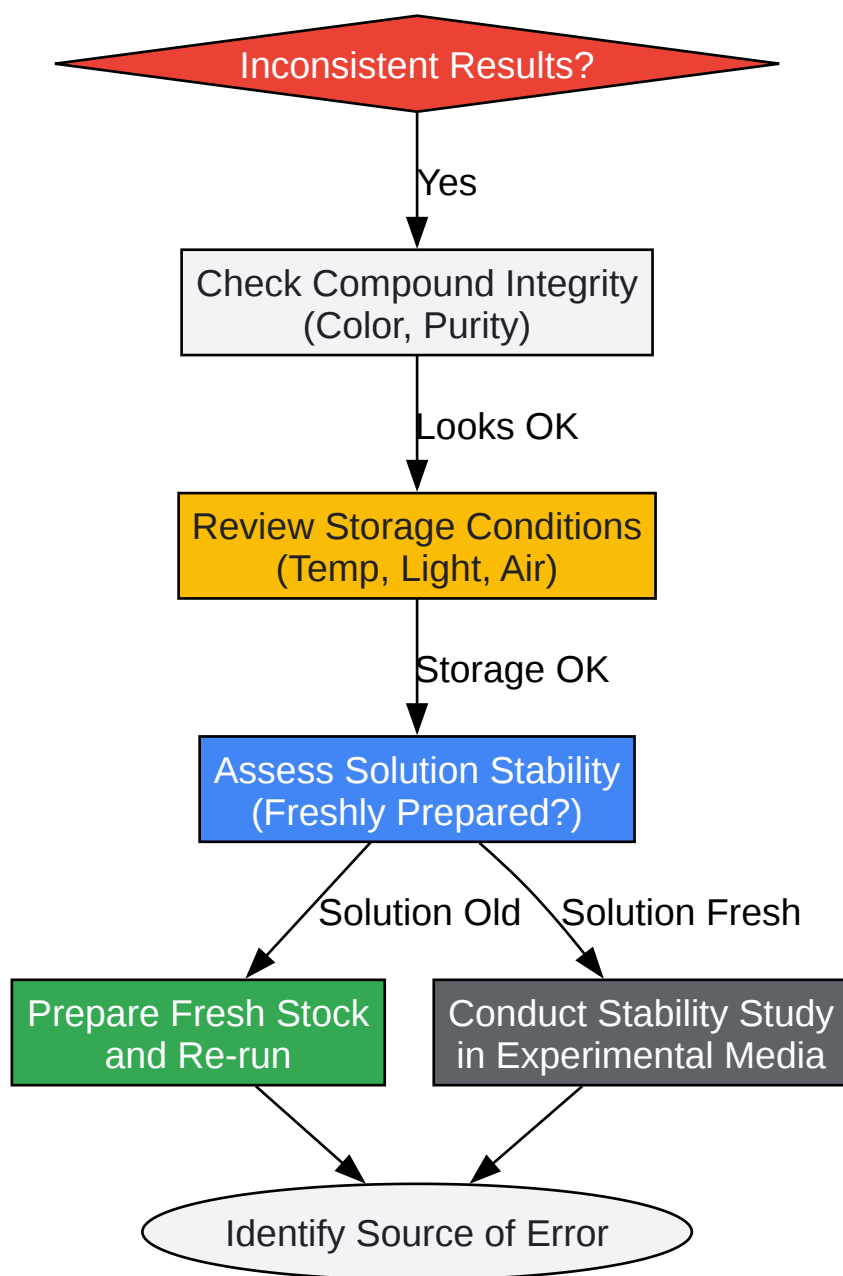 Inconsistent Results?
Yes
Check Compound Integrity
(Color, Purity)
Looks OK
Review Storage Conditions
(Temp, Light, Air)
Storage OK
Assess Solution Stability
(Freshly Prepared?)
Solution Old
Solution Fresh
Prepare Fresh Stock
and Re-run
Conduct Stability Study
in Experimental Media
Identify Source of Error